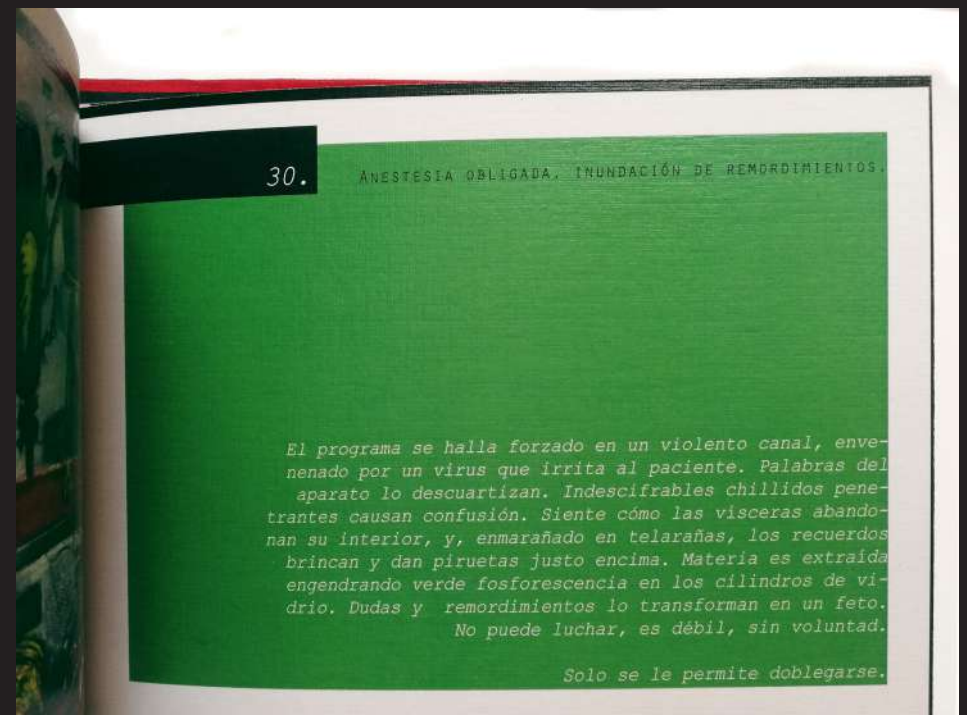 30.
ANESTESIA OBLIGADA. INUNDACIÓN DE REMORDIMIENTOS.
El programa se halla forzado en un violento canal, enve-
nenado por un virus que irrita al paciente. Palabras del
aparato lo descuartizan. Indescifrables chillidos pene-
trantes causan confusión. Siente cómo las visceras abando-
nan su interior, y, enmarañado en telarañas, los recuerdos
brincan y dan piruetas justo encima. Materia es extraída
engendrando verde fosforescencia en los cilindros de vi-
drio. Dudas y remordimientos lo transforman en un feto.
No puede luchar, es débil, sin voluntad.
Solo se le permite doblegarse.